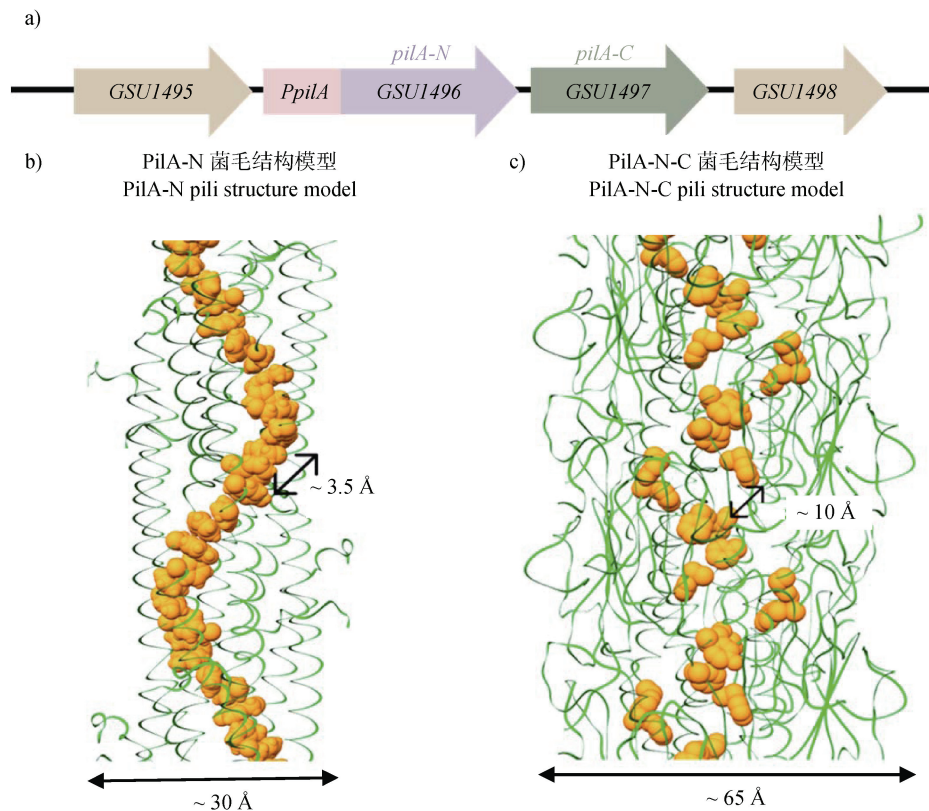 a)
pilA-N pilA-C
GSU1495 PpilA GSU1496 GSU1497 GSU1498
b) PilA-N 菌毛结构模型
PilA-N pili structure model
c) PilA-N-C 菌毛结构模型
PilA-N-C pili structure model
~ 3.5 Å
~ 10 Å
~ 30 Å
~ 65 Å